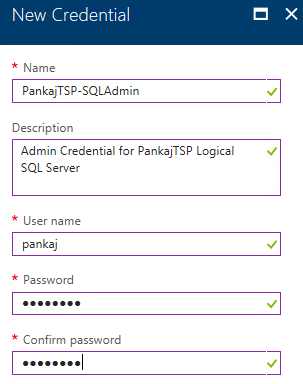 New Credential
* Name
PankajTSP-SQLAdmin
Description
Admin Credential for PankajTSP Logical
SQL Server
* User name
pankaj
* Password
●●●●●●●●
* Confirm password
●●●●●●●●